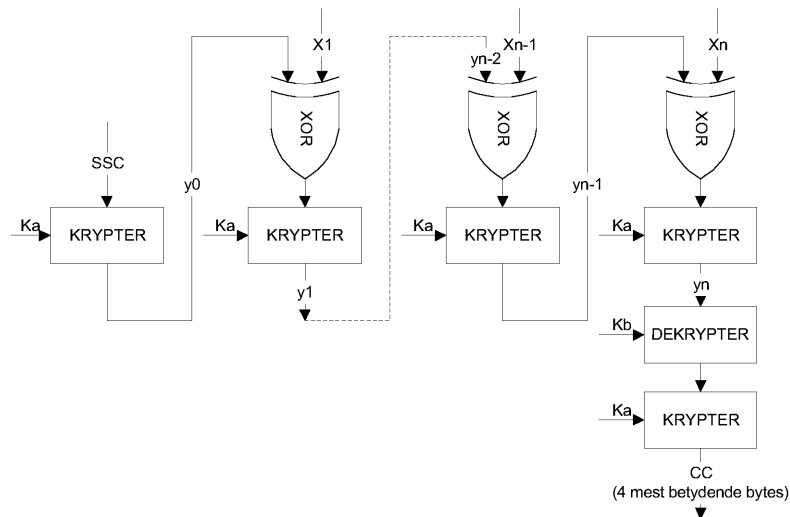 X1
Xn-1
Xn
yn-2
XOR
XOR
XOR
SSC
y0
yn-1
Ka
KRYPTER
Ka
KRYPTER
Ka
KRYPTER
Ka
KRYPTER
y1
yn
Kb
DEKRYPTER
Ka
KRYPTER
CC
(4 mest betydende bytes)